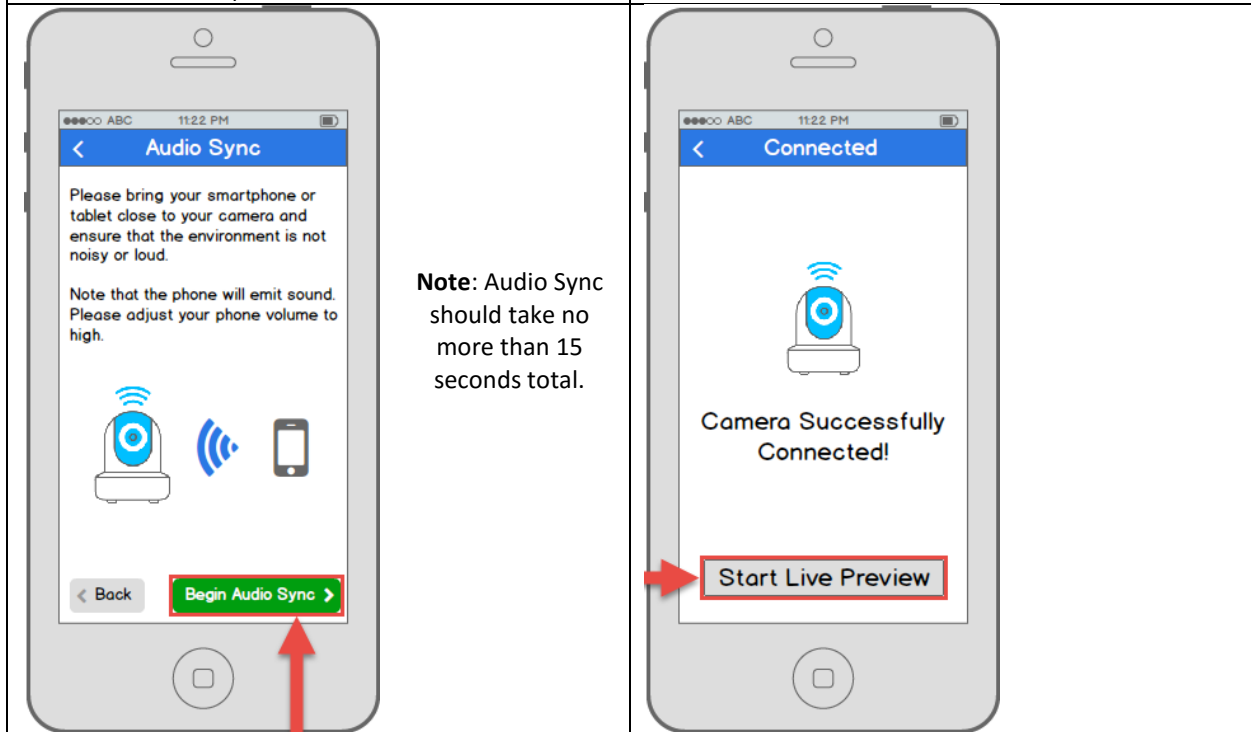 ABC 11:22 PM
Audio Sync
Please bring your smartphone or
tablet close to your camera and
ensure that the environment is not
noisy or loud.
Note that the phone will emit sound.
Please adjust your phone volume to
high.
Back
Begin Audio Sync
Note: Audio Sync
should take no
more than 15
seconds total.
ABC 11:22 PM
Connected
Camera Successfully
Connected!
Start Live Preview